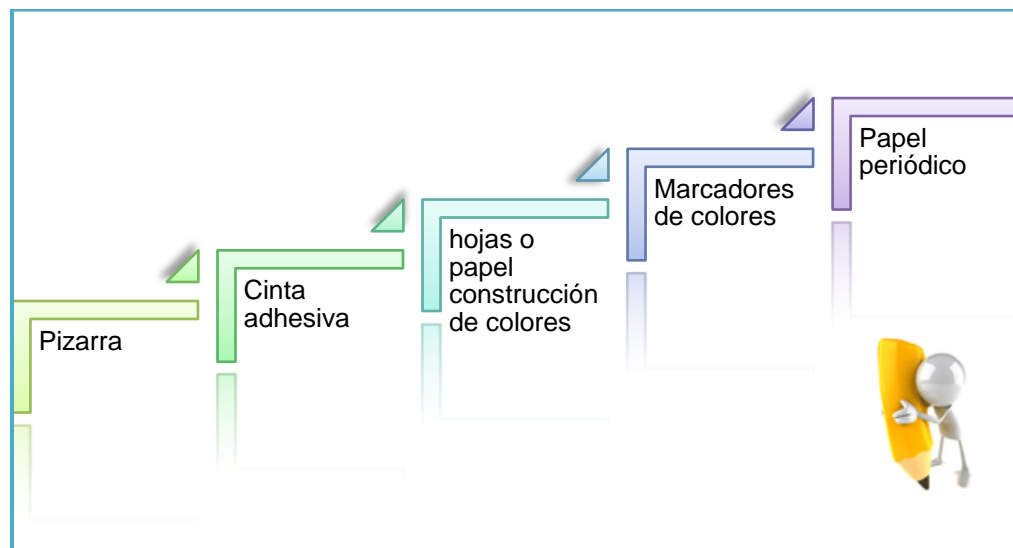 Pizarra
Cinta
adhesiva
hojas o
papel
construcción
de colores
Marcadores
de colores
Papel
periódico